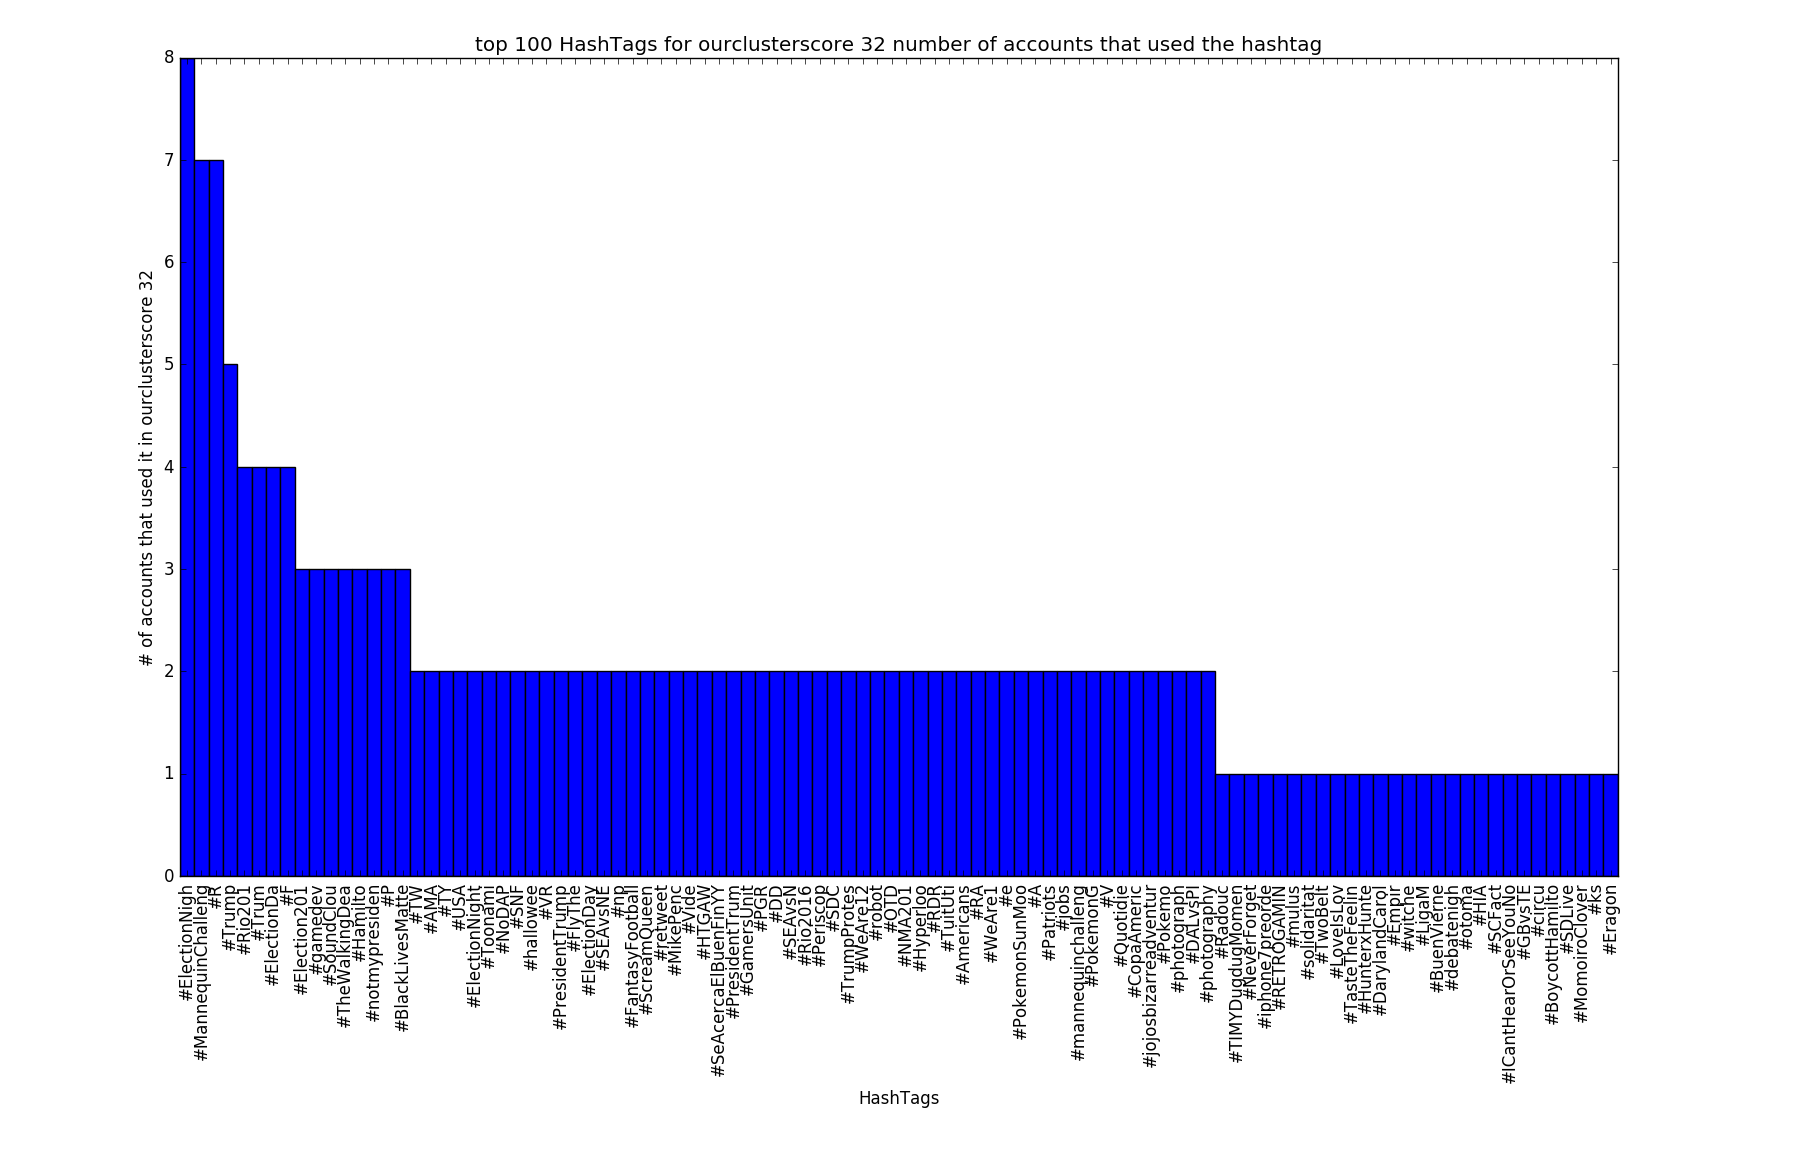 top 100 HashTags for ourclusterscore 32 number of accounts that used the hashtag
8
7
6
5
4
3
2
1
0
# of accounts that used it in ourclusterscore 32
#ElectionNigh
#MannequinChalleng
#R
#Trump
#Rio201
#Trum
#ElectionDa
#F
#Election201
#gamedev
#SoundClou
#TheWalkingDea
#Hamilto
#notmypresiden
#P
#BlackLivesMatte
#TW
#AMA
#TY
#USA
#ElectionNight
#Toonami
#NoDAP
#SNF
#hallowee
#VR
#PresidentTrump
#FlyThe
#ElectionDay
#SEAvsNE
#np
#FantasyFootball
#ScreamQueen
#retweet
#MikePenc
#Vide
#HTGAW
#SeAcercaElBuenFinYY
#PresidentTrum
#GamersUnit
#PGR
#DD
#SEAvsN
#Rio2016
#Periscop
#SDC
#TrumpProtes
#WeAre12
#robot
#OTD
#NMA201
#Hyperloo
#RDR
#TuitUti
#Americans
#RA
#WeAre1
#e
#PokemonSunMoo
#A
#Patriots
#jobs
#mannequinchalleng
#PokemonG
#V
#Quotidie
#CopaAmeric
#jojosbizarreadventur
#Pokemo
#photograph
#DALvsPI
#photography
#Radouc
#TIMYDugdugMomen
#NeverForget
#iphone7preorde
#RETROGAMIN
#mulus
#solidaritat
#TwoBelt
#LoveIsLov
#TasteTheFeelin
#HunterxHunte
#DarylandCarol
#Empir
#witche
#LigaM
#BuenVierne
#debatenigh
#otoma
#HIA
#SCFact
#ICantHearOrSeeYouNo
#GBvsTE
#circu
#BoycottHamilto
#SDLive
#MomoiroClover
#ks
#Eragon
HashTags